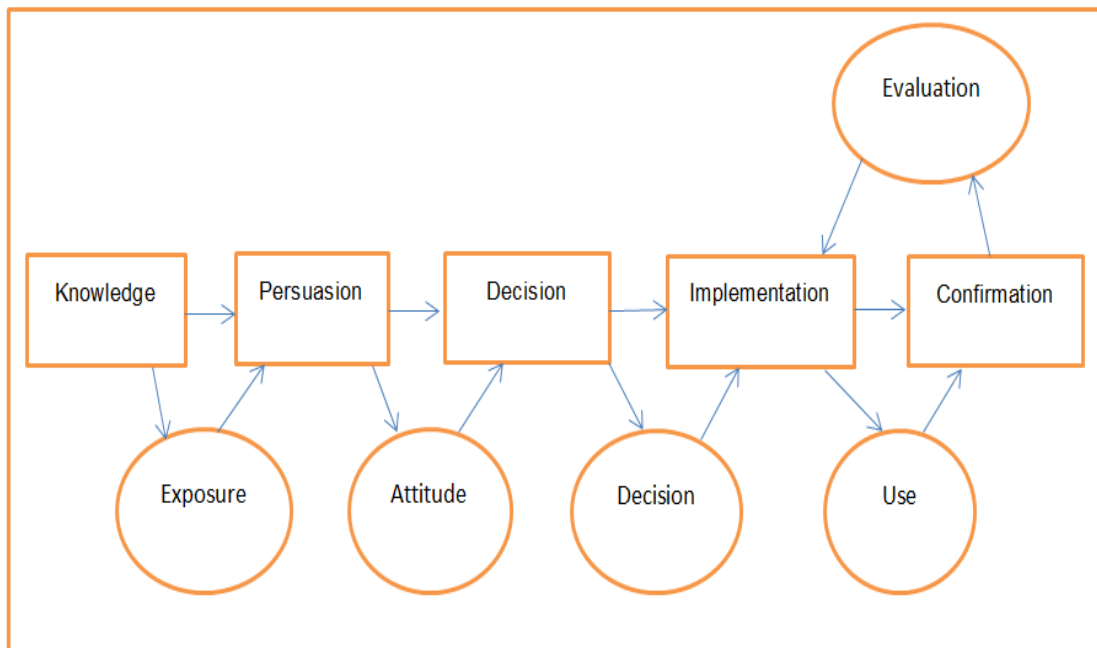 Evaluation
Knowledge
Persuasion
Decision
Implementation
Confirmation
Exposure
Attitude
Decision
Use